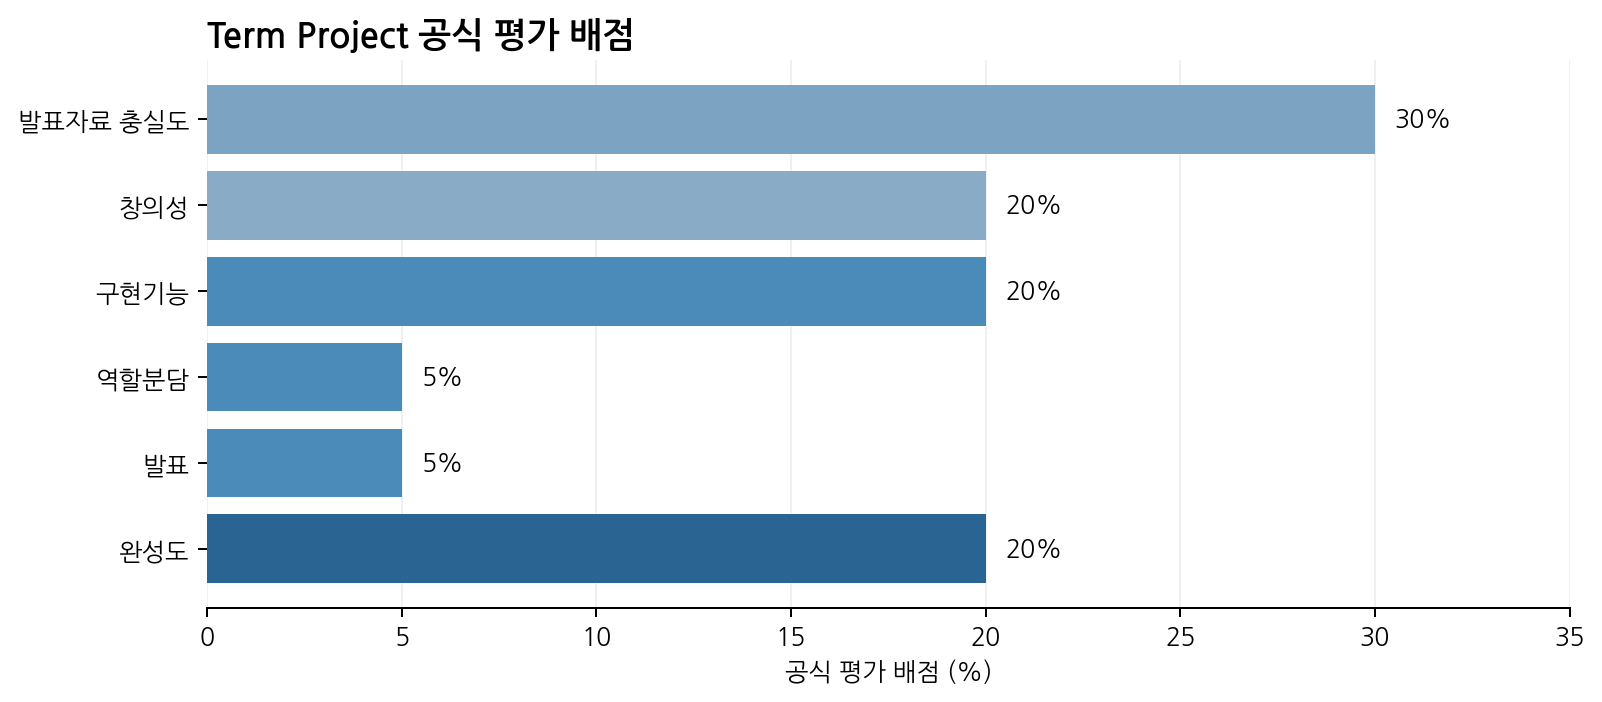 Term Project 공식 평가 배점
발표자료 충실도 30%
창의성 20%
구현기능 20%
역할분담 5%
발표 5%
완성도 20%
0 5 10 15 20 25 30 35
공식 평가 배점 (%)